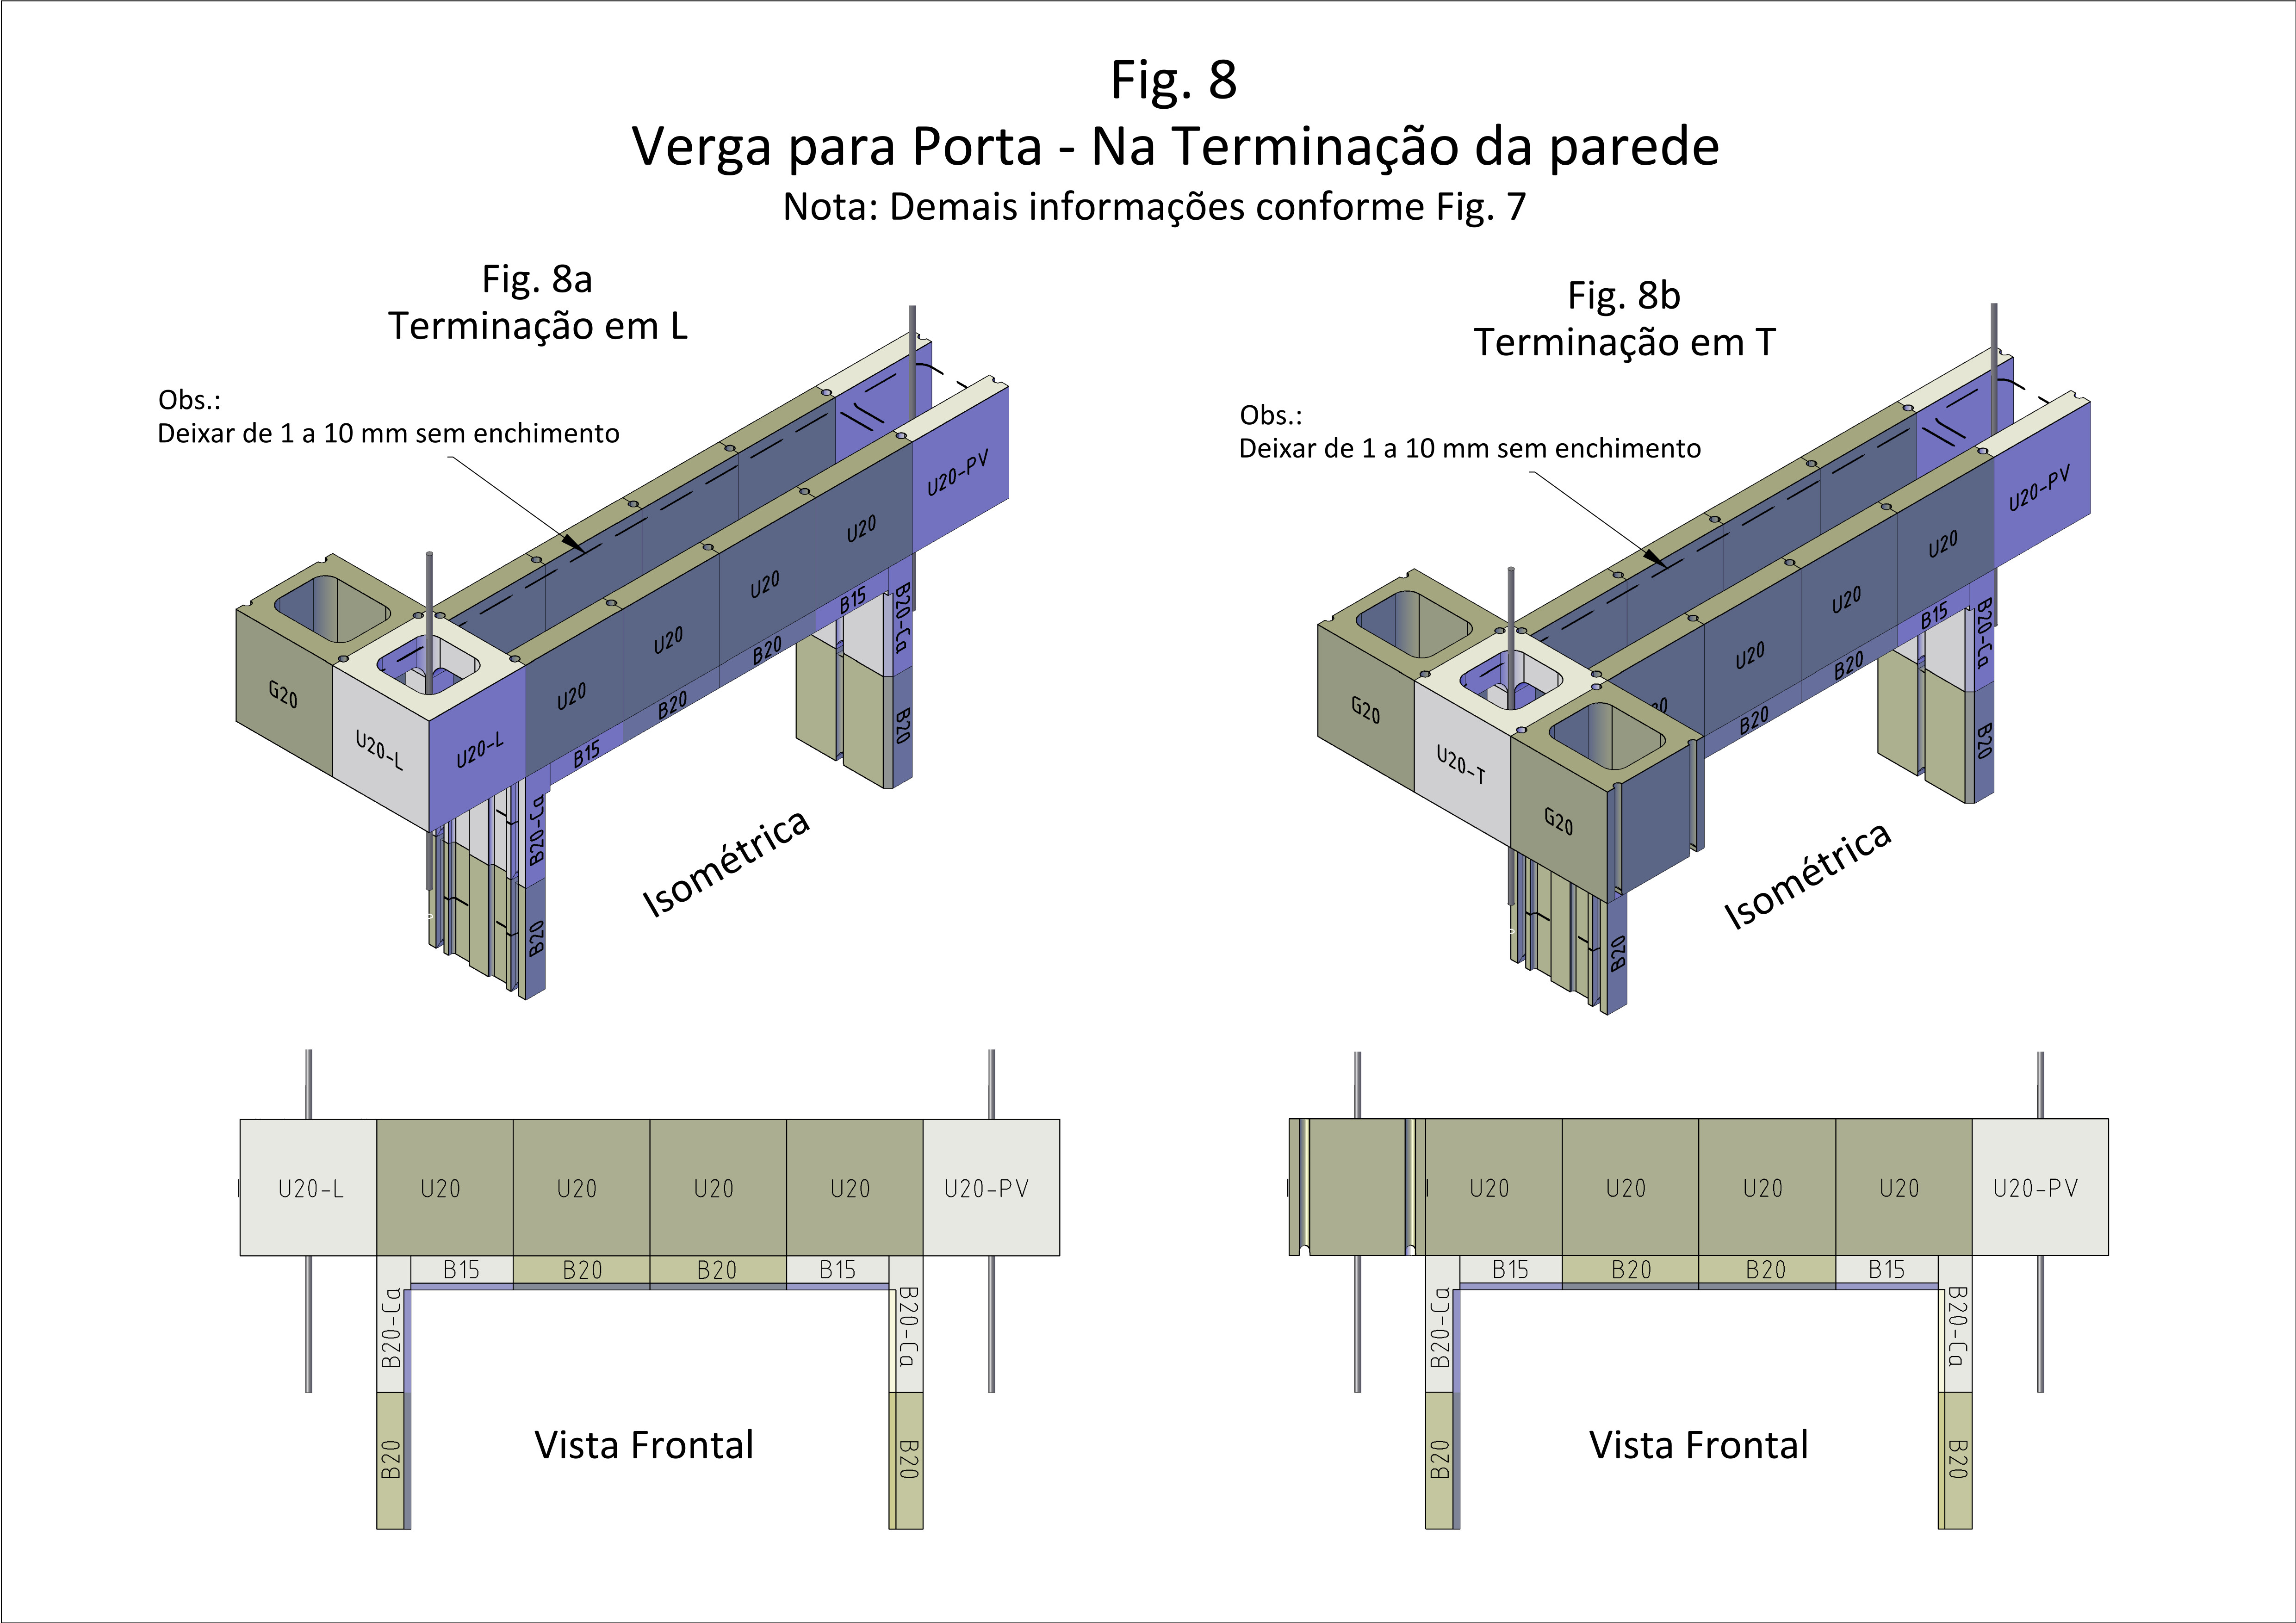 Fig. 8
Verga para Porta - Na Terminação da parede
Nota: Demais informações conforme Fig. 7
Fig. 8a
Terminação em L
Obs.:
Deixar de 1 a 10 mm sem enchimento
U20-PV
U20
U20
U20
U20
U20-L
U20-L
G20
B15
B20
B20
B15
B20-Ca
B20
B20-Ca
B20
Isométrica
Fig. 8b
Terminação em T
Obs.:
Deixar de 1 a 10 mm sem enchimento
U20-PV
U20
U20
U20
20
G20
U20-T
G20
B20
B20
B15
B20-Ca
B20
B20
Isométrica
U20-L
U20
U20
U20
U20
U20-PV
B15
B20
B20
B15
B20-Ca
B20-Ca
B20
B20
Vista Frontal
U20
U20
U20
U20
U20-PV
B15
B20
B20
B15
B20-Ca
B20-Ca
B20
B20
Vista Frontal